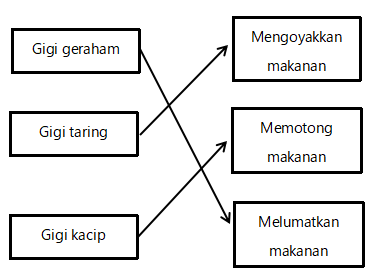 Gigi geraham
Mengoyakkan
makanan
Gigi taring
Memotong
makanan
Gigi kacip
Melumatkan
makanan